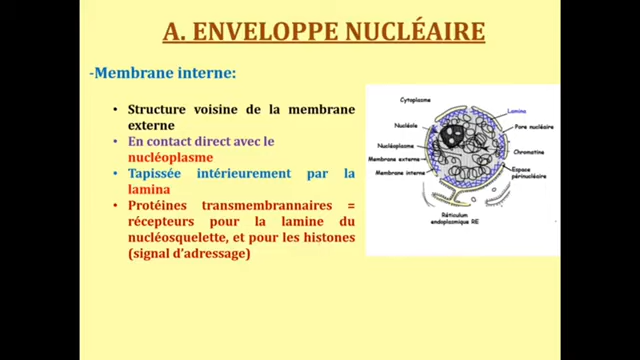 A. ENVELOPPE NUCLÉAIRE
-Membrane interne:
• Structure voisine de la membrane
externe
• En contact direct avec le
nucléoplasme
• Tapissée intérieurement par la
lamina
• Protéines transmembrannaires =
récepteurs pour la lamine du
nucléosquelette, et pour les histones
(signal d'adressage)
Cytoplasme
Lamina
Nucléole
Pore nucléaire
Nucléoplasme
Chromatine
Membrane externe
Membrane interne
Espace
périnucléaire
Réticulum
endoplasmique RE